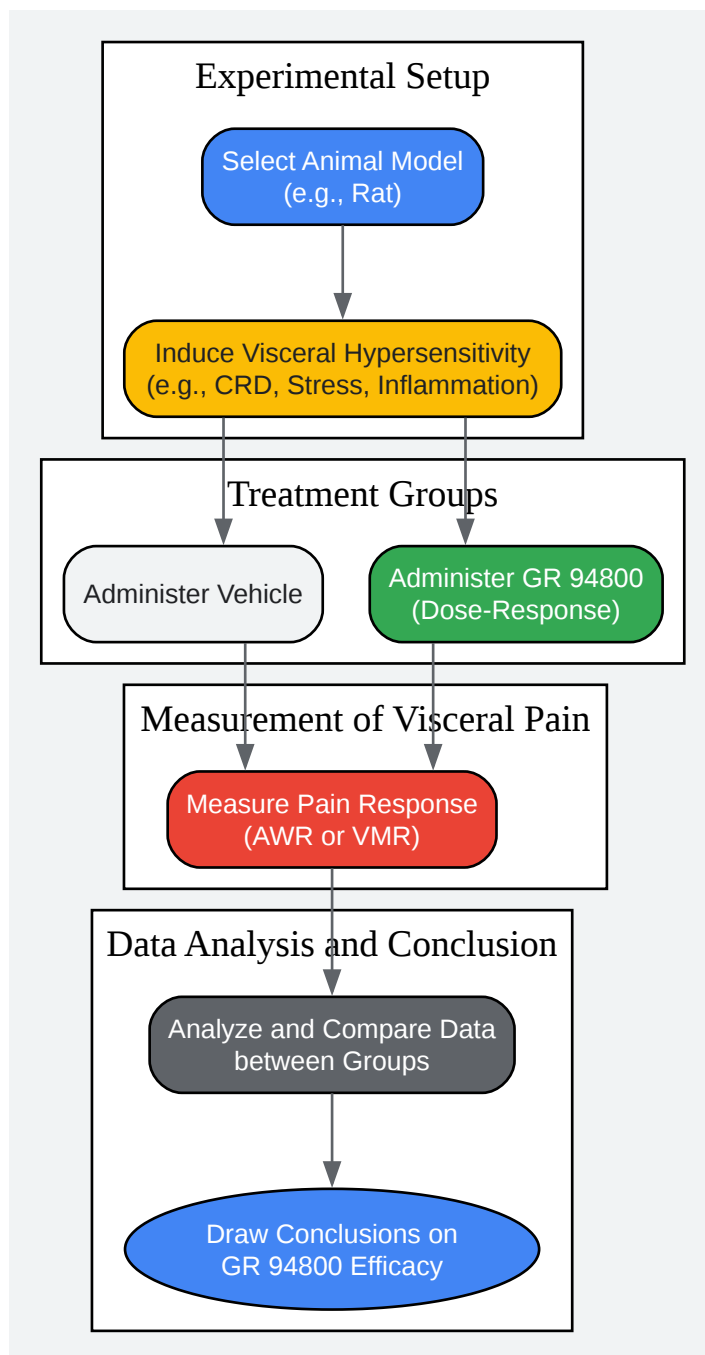 Experimental Setup
Select Animal Model
(e.g., Rat)
Induce Visceral Hypersensitivity
(e.g., CRD, Stress, Inflammation)
Treatment Groups
Administer Vehicle
Administer GR 94800
(Dose-Response)
Measurement of Visceral Pain
Measure Pain Response
(AWR or VMR)
Data Analysis and Conclusion
Analyze and Compare Data
between Groups
Draw Conclusions on
GR 94800 Efficacy